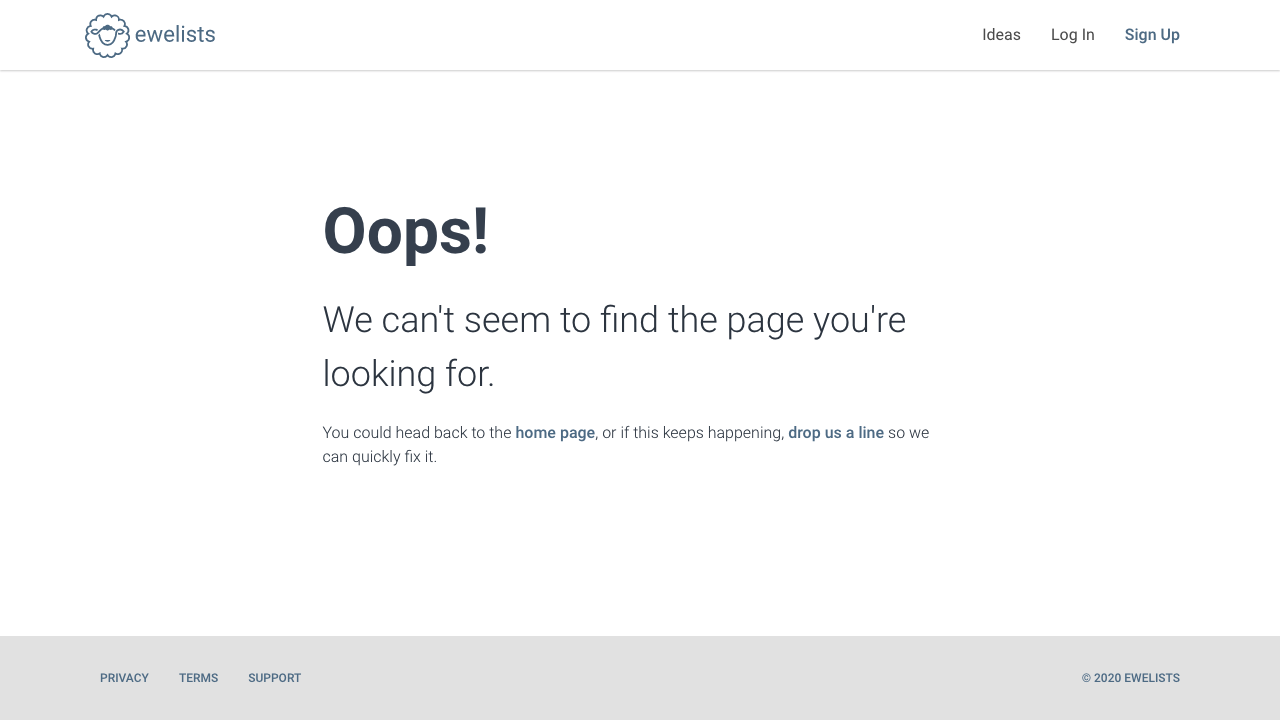 ewelists
Ideas
Log In
Sign Up
Oops!
We can't seem to find the page you're
looking for.
You could head back to the home page, or if this keeps happening, drop us a line so we
can quickly fix it.
PRIVACY
TERMS
SUPPORT
© 2020 EWELISTS